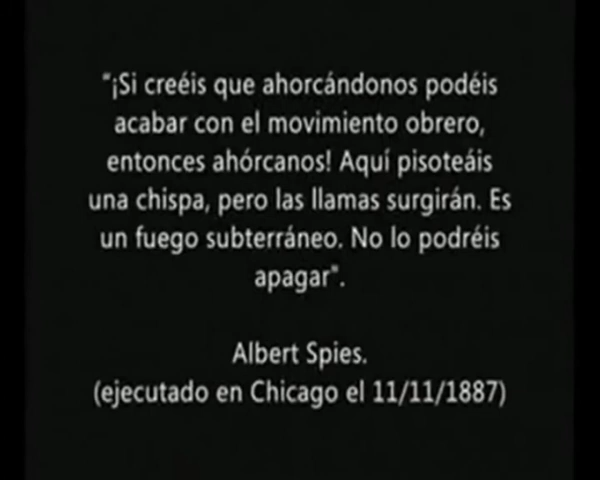 "¡Si creéis que ahorcándonos podéis
acabar con el movimiento obrero,
entonces ahórcanos! Aquí pisoteáis
una chispa, pero las llamas surgirán. Es
un fuego subterráneo. No lo podréis
apagar".
Albert Spies.
(ejecutado en Chicago el 11/11/1887)